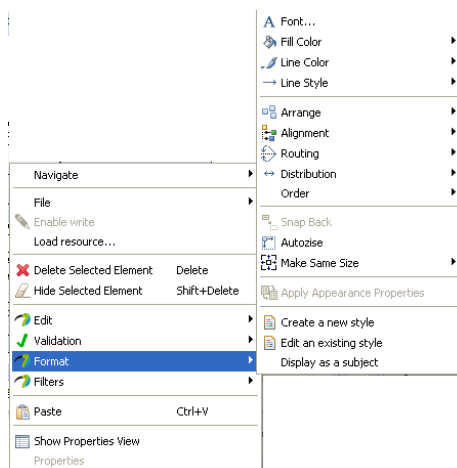 Font...
Fill Color
Line Color
Line Style
Arrange
Alignment
Routing
Distribution
Order
Snap Back
Autozise
Make Same Size
Apply Appearance Properties
Create a new style
Edit an existing style
Display as a subject
Navigate
File
Enable write
Load resource...
Delete Selected Element Delete
Hide Selected Element Shift+Delete
Edit
Validation
Format
Filters
Paste Ctrl+V
Show Properties View
Properties